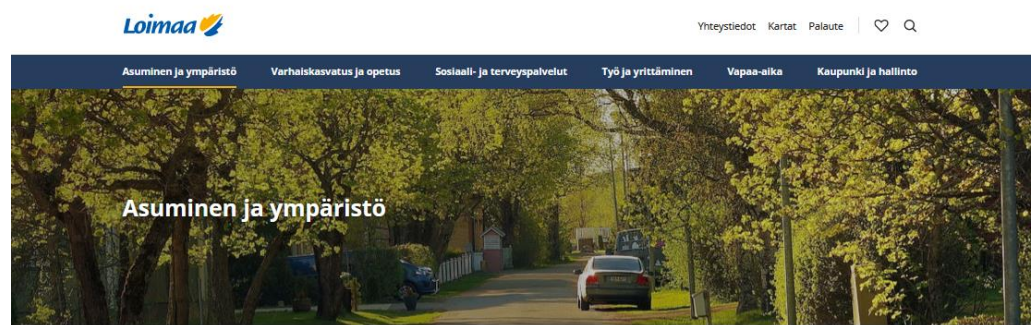 Loimaa
Yhteystiedot Kartat Palaute
Asuminen ja ympäristö Varhaiskasvatus ja opetus Sosiaali- ja terveyspalvelut Työ ja yrittäminen Vapaa-aika Kaupunki ja hallinto
Asuminen ja ympäristö